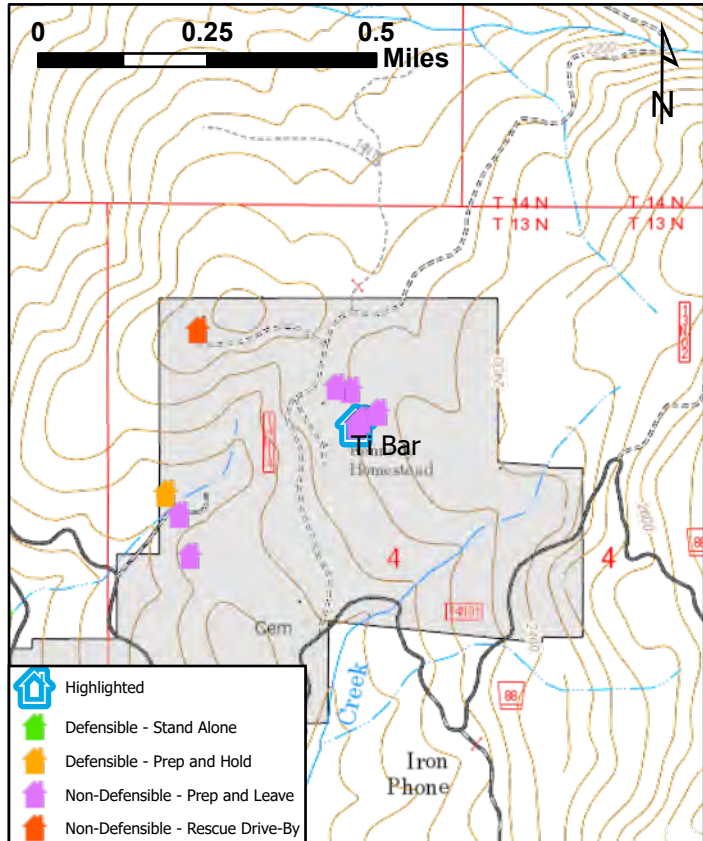 0 0.25 0.5
Miles
N
2200
T 14 N T 14 N
T 13 N T 13 N
2400
Ti Bar
Homestead
4 4
2600
88
Gem
2400
88
Creek
Iron
Phone
Highlighted
Defensible - Stand Alone
Defensible - Prep and Hold
Non-Defensible - Prep and Leave
Non-Defensible - Rescue Drive-By